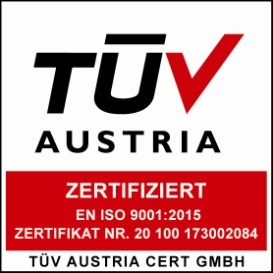 TÜV
AUSTRIA
ZERTIFIZIERT
EN ISO 9001:2015
ZERTIFIKAT NR. 20 100 173002084
TÜV AUSTRIA CERT GMBH